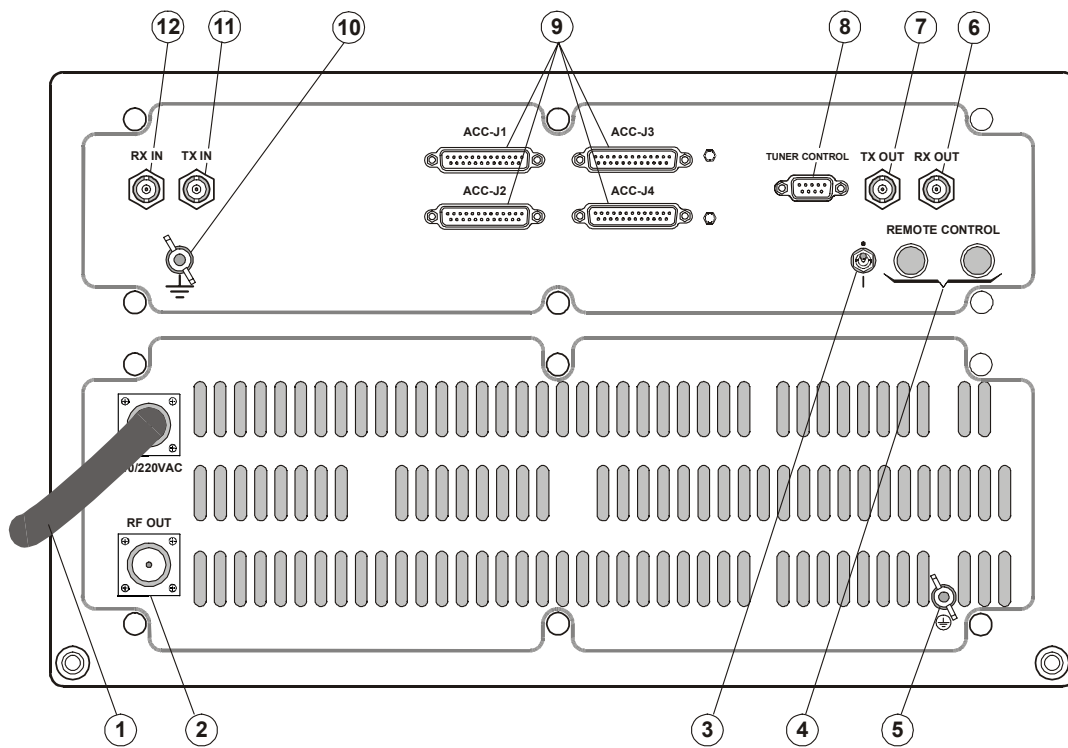 12 11 10 9 8 7 6
ACC-J1 ACC-J3
RX IN TX IN TUNER CONTROL TX OUT RX OUT
ACC-J2 ACC-J4
REMOTE CONTROL
0/220VAC
RF OUT
1 2 3 4 5